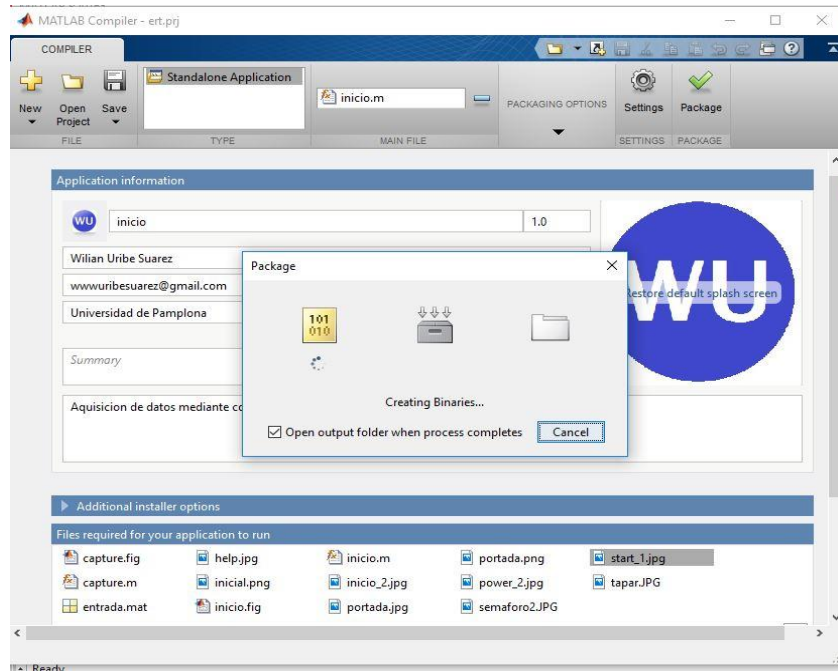 MATLAB Compiler - ert.prj
COMPILER
New
Open Project
Save
FILE
Standalone Application
TYPE
inicio.m
MAIN FILE
PACKAGING OPTIONS
Settings
SETTINGS
Package
PACKAGE
Application information
WU
inicio
1.0
Wilian Uribe Suarez
wwwuribesuarez@gmail.com
Universidad de Pamplona
Summary
Aquisicion de datos mediante
WU
Restore default splash screen
Package
101
010
Creating Binaries...
Open output folder when process completes
Cancel
Additional installer options
Files required for your application to run
capture.fig
help.jpg
inicio.m
portada.png
start_1.jpg
capture.m
inicial.png
inicio_2.jpg
power_2.jpg
tapar.JPG
entrada.mat
inicio.fig
portada.jpg
semaforo2.JPG
Ready